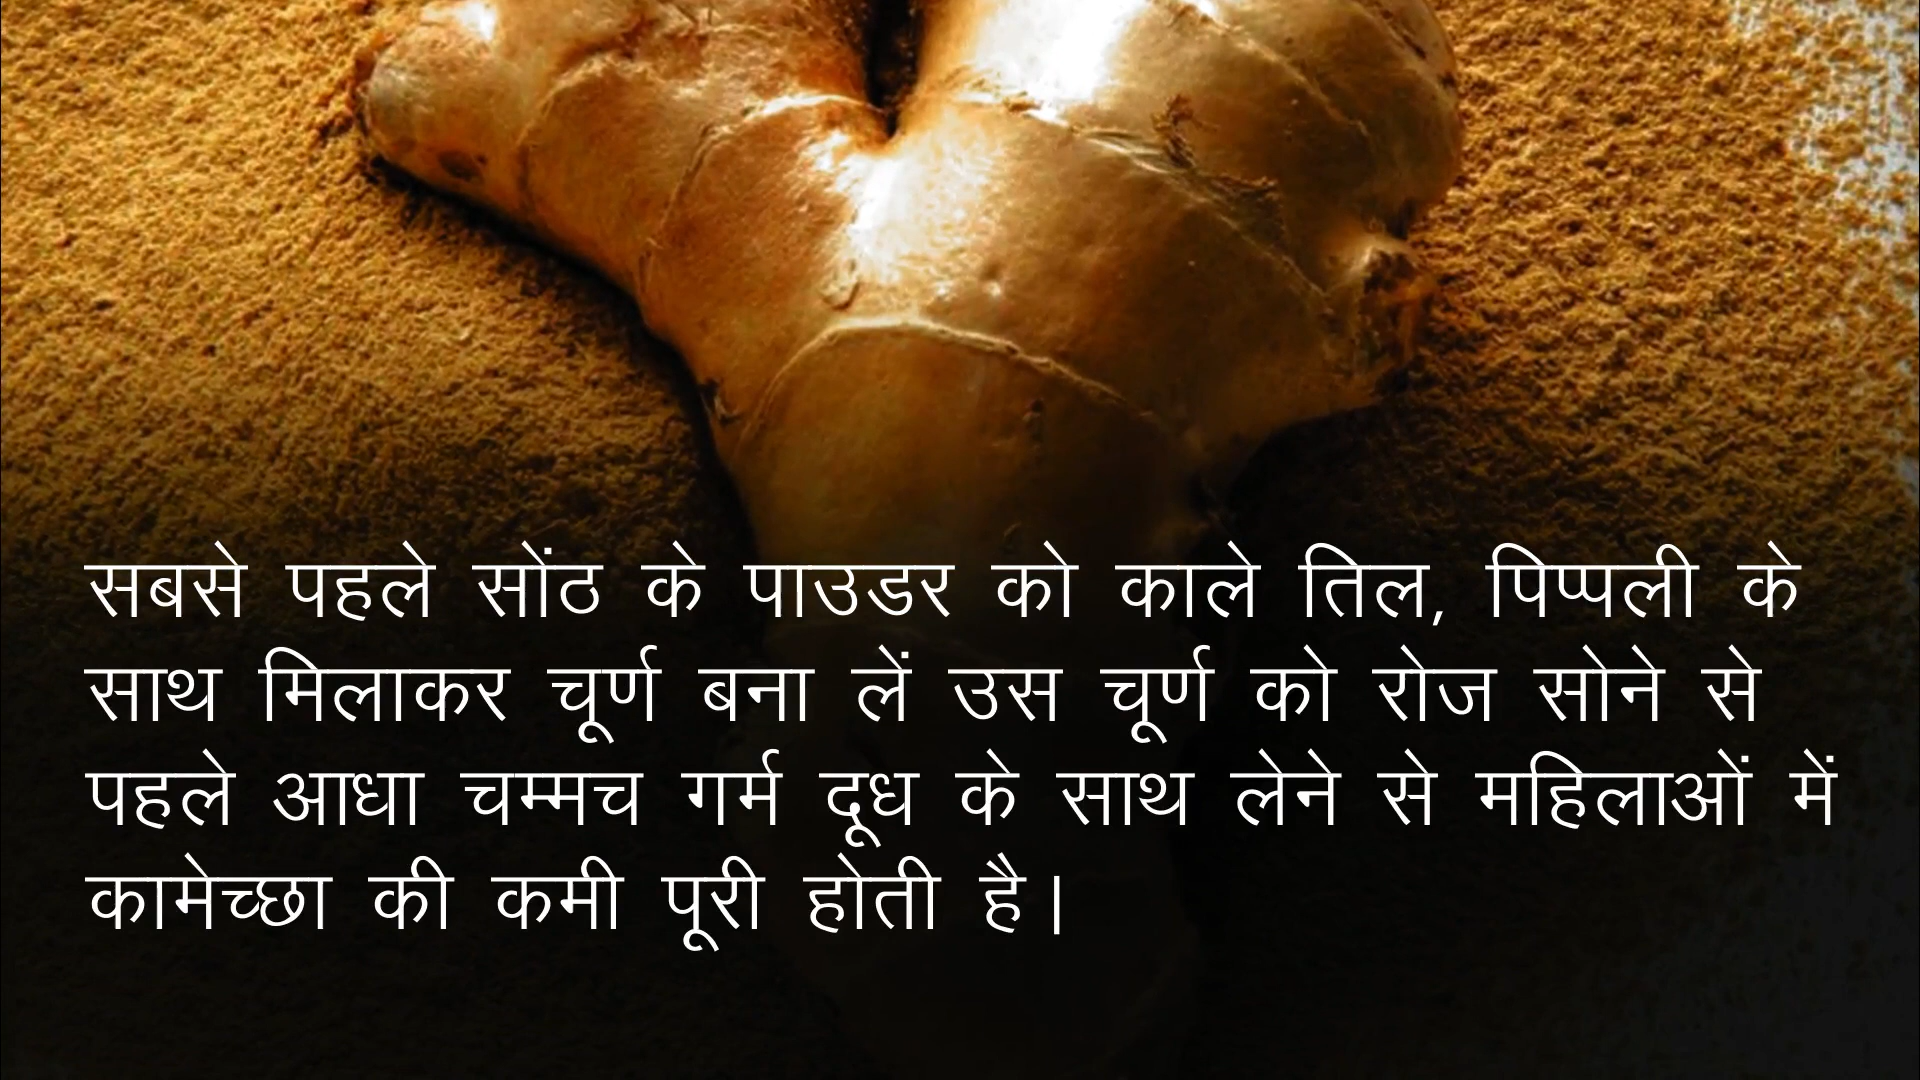 सबसे पहले सोंठ के पाउडर को काले तिल, पिप्पली के
साथ मिलाकर चूर्ण बना लें उस चूर्ण को रोज सोने से
पहले आधा चम्मच गर्म दूध के साथ लेने से महिलाओं में
कामेच्छा की कमी पूरी होती है।